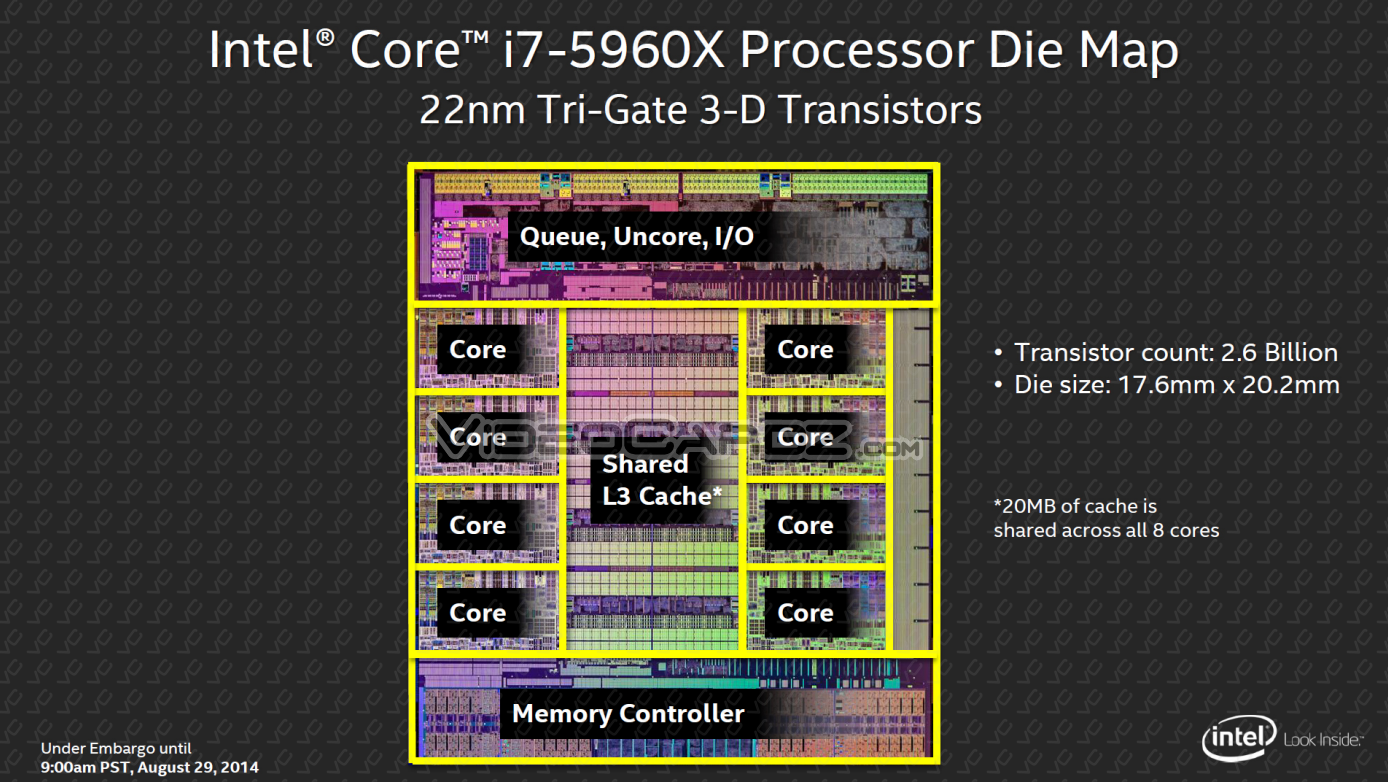 Intel® Core™ i7-5960X Processor Die Map
22nm Tri-Gate 3-D Transistors
Queue, Uncore, I/O
Core
Core
Core
Core
Shared
L3 Cache*
Core
Core
Core
Core
Memory Controller
VIDEOCARDZ.COM
• Transistor count: 2.6 Billion
• Die size: 17.6mm x 20.2mm
*20MB of cache is
shared across all 8 cores
Under Embargo until
9:00am PST, August 29, 2014
intel® Look Inside.™